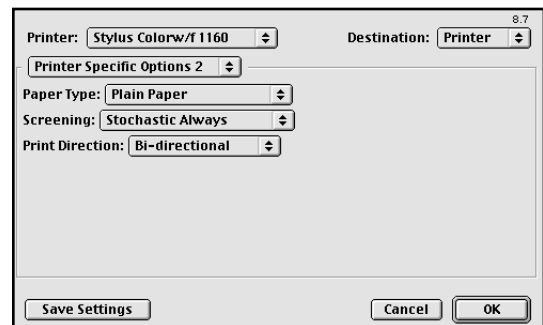 8.7
Printer: Stylus Colorw/f 1160 Destination: Printer
Printer Specific Options 2
Paper Type: Plain Paper
Screening: Stochastic Always
Print Direction: Bi-directional
Save Settings Cancel OK